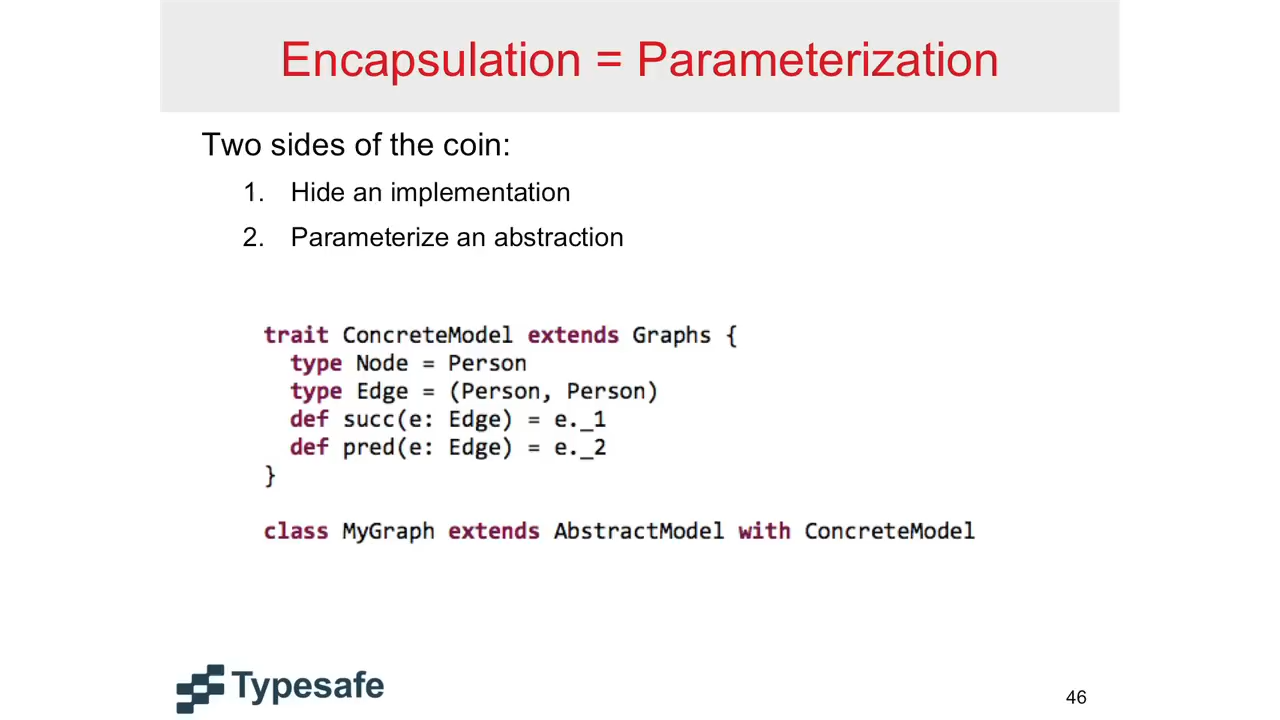 Encapsulation = Parameterization
Two sides of the coin:
1. Hide an implementation
2. Parameterize an abstraction
trait ConcreteModel extends Graphs {
  type Node = Person
  type Edge = (Person, Person)
  def succ(e: Edge) = e._1
  def pred(e: Edge) = e._2
}
class MyGraph extends AbstractModel with ConcreteModel
Typesafe
46